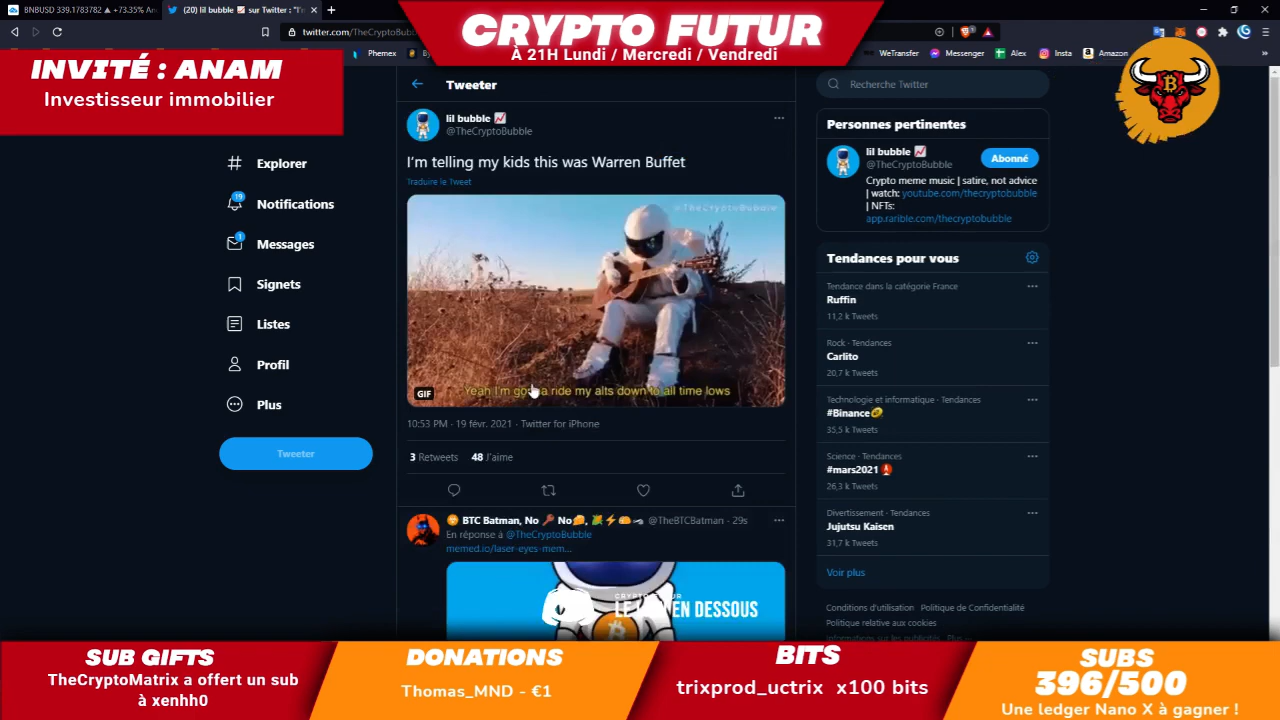 BNBUSD 339.1783782 ▲ +73.35% An
(20) lil bubble 📈 sur Twitter : "I'm
twitter.com/TheCryptoBubb
Phemex
WeTransfer
Messenger
Alex
Insta
Amazon
CRYPTO FUTUR
À 21H Lundi / Mercredi / Vendredi
INVITÉ : ANAM
Investisseur immobilier
Explorer
19
Notifications
1
Messages
Signets
Listes
Profil
Plus
Tweeter
Tweeter
lil bubble 📈
@TheCryptoBubble
I'm telling my kids this was Warren Buffet
Traduire le Tweet
@TheCryptoBubble
Yeah I'm gonna ride my alts down to all time lows
GIF
10:53 PM · 19 févr. 2021 · Twitter for iPhone
3 Retweets 48 J'aime
BTC Batman, No No @TheBTCBatman · 29s
En réponse à @TheCryptoBubble
memed.io/laser-eyes-mem...
CRYPTO FUTUR
EN DESSOUS
Recherche Twitter
Personnes pertinentes
lil bubble 📈
@TheCryptoBubble
Abonné
Crypto meme music | satire, not advice
| watch: youtube.com/thecryptobubble
| NFTs:
app.rarible.com/thecryptobubble
Tendances pour vous
Tendance dans la catégorie France
Ruffin
11,2 k Tweets
Rock · Tendances
Carlito
20,7 k Tweets
Technologie et informatique · Tendances
#Binance
35,5 k Tweets
Science · Tendances
#mars2021
26,3 k Tweets
Divertissement · Tendances
Jujutsu Kaisen
31,7 k Tweets
Voir plus
Conditions d'utilisation Politique de Confidentialité
Politique relative aux cookies
Informations sur les publicités Plus
SUB GIFTS
TheCryptoMatrix a offert un sub
à xenhh0
DONATIONS
Thomas_MND - €1
BITS
trixprod_uctrix x100 bits
SUBS
396/500
Une ledger Nano X à gagner !